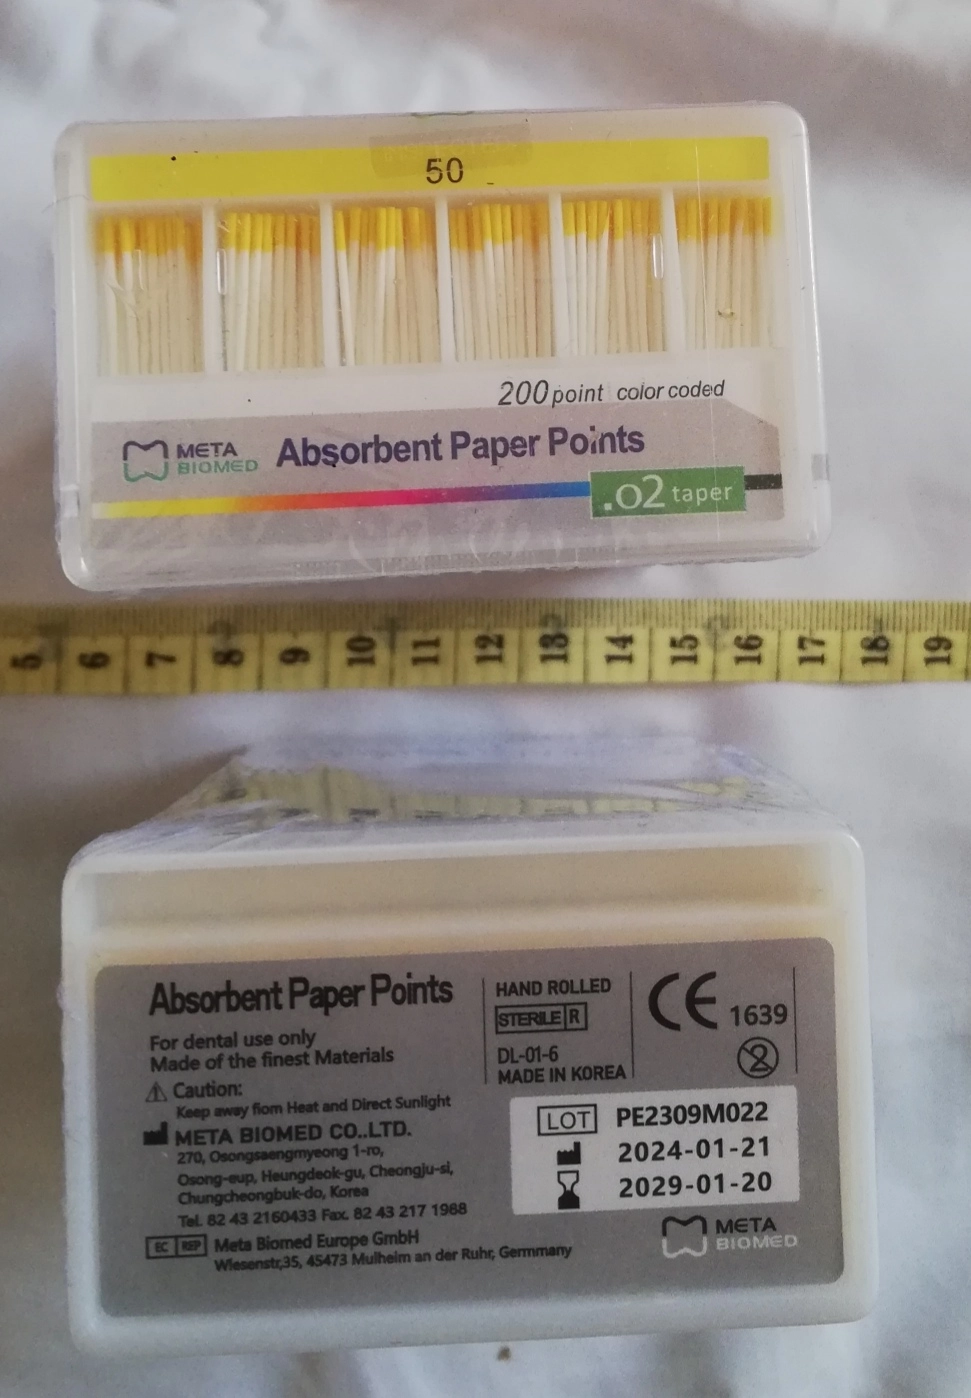 50
200point color coded
META
BIOMED
Absorbent Paper Points
.02 taper
5 6 7 8 9 10 11 12 13 14 15 16 17 18 19
Absorbent Paper Points
For dental use only
Made of the finest Materials
Caution:
Keep away fiom Heat and Direct Sunlight
META BIOMED CO..LTD.
270, Osongsaengmyeong 1-ro,
Osong-eup, Heungdeok-gu, Cheongju-si,
Chungcheongbuk-do, Korea
Tel. 82 43 2160433 Fax. 82 43 217 1988
EC REP Meta Biomed Europe GmbH
Wiesenstr,35, 45473 Mulheim an der Ruhr, Germmany
HAND ROLLED
STERILE R
DL-01-6
MADE IN KOREA
CE 1639
2
LOT PE2309M022
2024-01-21
2029-01-20
META
BIOMED